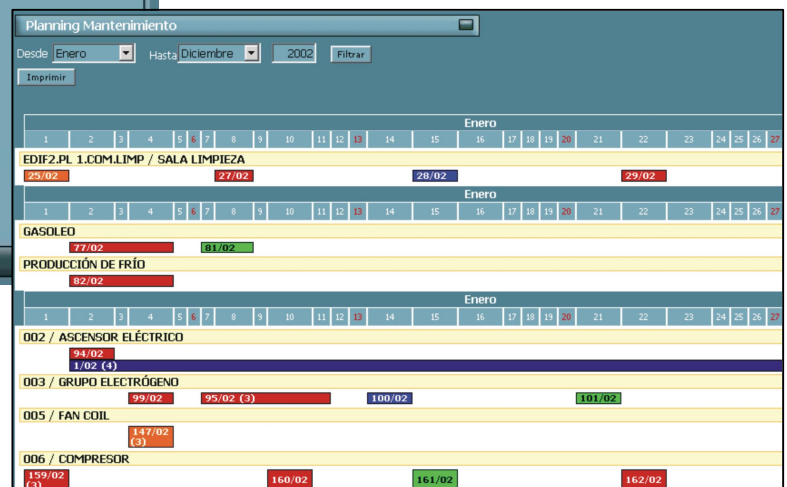 Planning Mantenimiento
Desde Enero Hasta Diciembre 2002 Filtrar
Imprimir
Enero
1 2 3 4 5 6 7 8 9 10 11 12 13 14 15 16 17 18 19 20 21 22 23 24 25 26 27
EDIF2.PL 1.COM.LIMP / SALA LIMPIEZA
25/02 27/02 28/02 29/02
Enero
1 2 3 4 5 6 7 8 9 10 11 12 13 14 15 16 17 18 19 20 21 22 23 24 25 26 27
GASOLEO
77/02 81/02
PRODUCCIÓN DE FRÍO
82/02
Enero
1 2 3 4 5 6 7 8 9 10 11 12 13 14 15 16 17 18 19 20 21 22 23 24 25 26 27
002 / ASCENSOR ELÉCTRICO
94/02
1/02 (4)
003 / GRUPO ELECTRÓGENO
99/02 95/02 (3) 100/02 101/02
005 / FAN COIL
147/02
(3)
006 / COMPRESOR
159/02 160/02 161/02 162/02
(3)